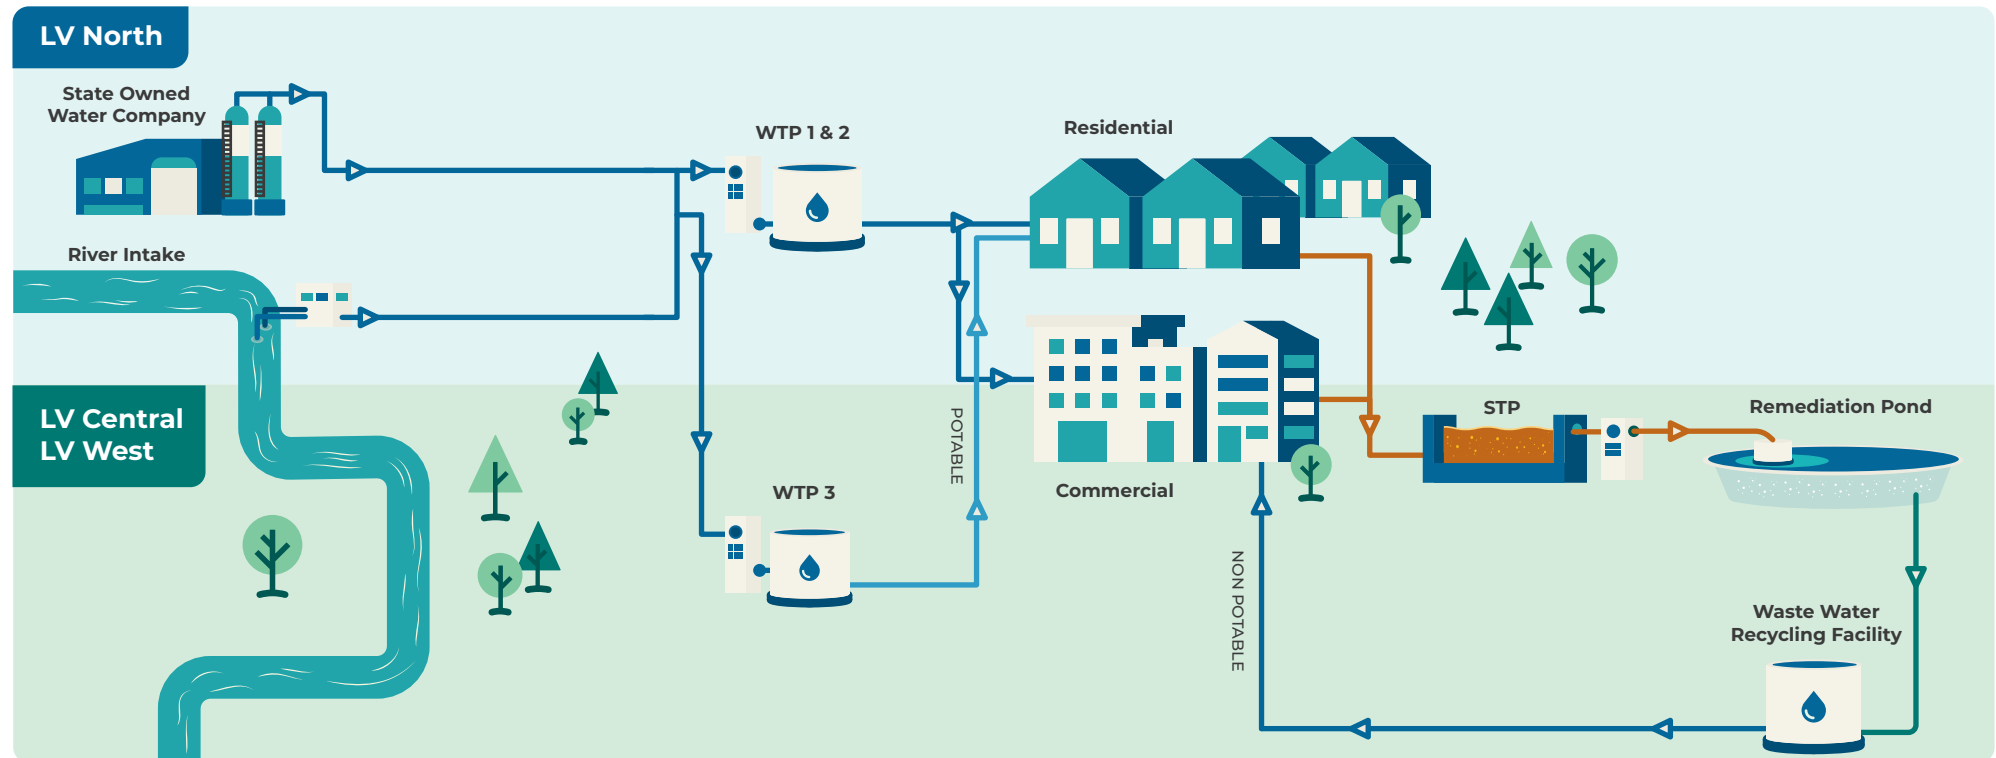 LV North
State Owned
Water Company
River Intake
WTP 1 & 2
Residential
LV Central
LV West
POTABLE
Commercial
STP
Remediation Pond
WTP 3
NON POTABLE
Waste Water
Recycling Facility